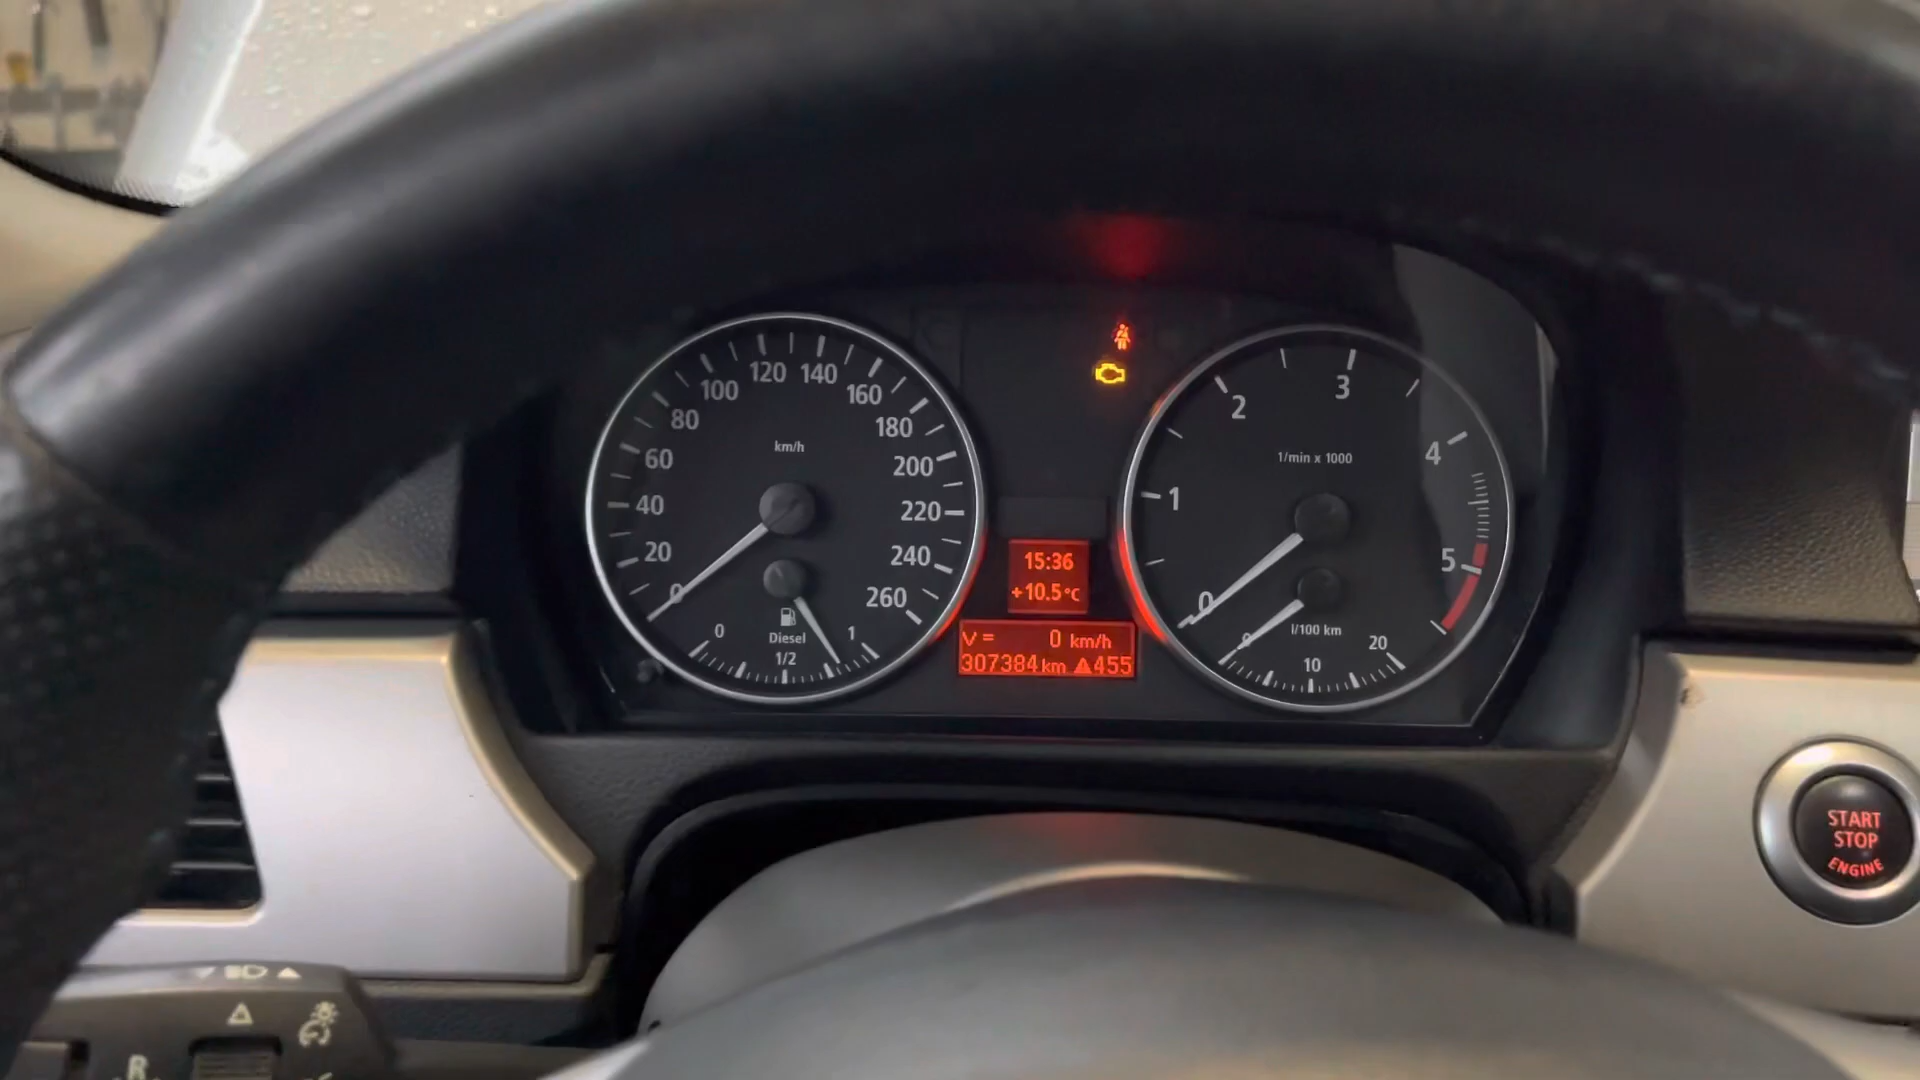 km/h
0
20
40
60
80
100
120
140
160
180
200
220
240
260
0
Diesel
1/2
1
15:36
+10.5°C
V = 0 km/h
307384 km ▲455
1/min x 1000
0
1
2
3
4
5
0
l/100 km
10
20
START
STOP
ENGINE
R